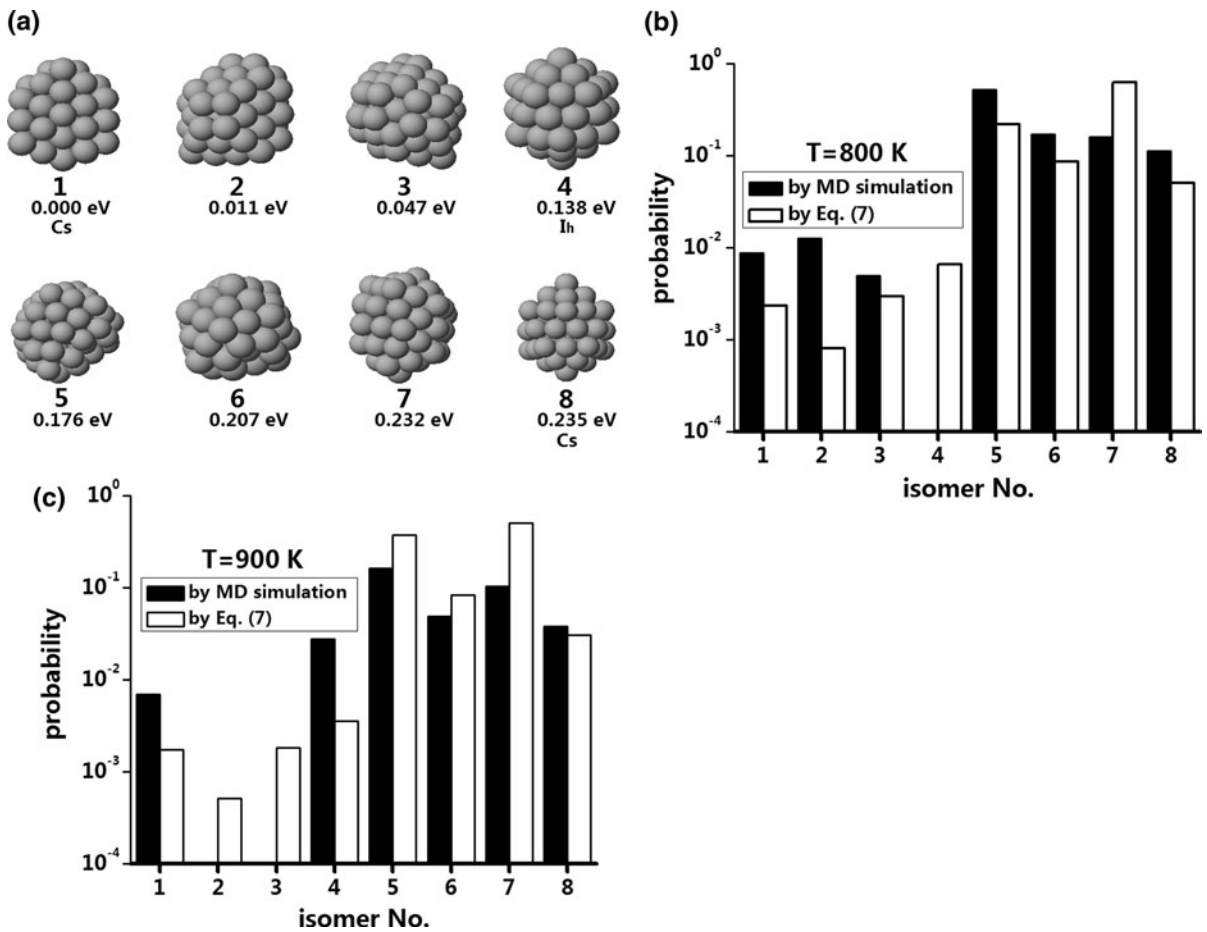 (a)
1 2 3 4
0.000 eV 0.011 eV 0.047 eV 0.138 eV
Cs Ih
5 6 7 8
0.176 eV 0.207 eV 0.232 eV 0.235 eV
Cs
(b)
10^0
10^-1
10^-2
10^-3
10^-4
probability
T=800 K
by MD simulation
by Eq. (7)
1 2 3 4 5 6 7 8
isomer No.
(c)
10^0
10^-1
10^-2
10^-3
10^-4
probability
T=900 K
by MD simulation
by Eq. (7)
1 2 3 4 5 6 7 8
isomer No.